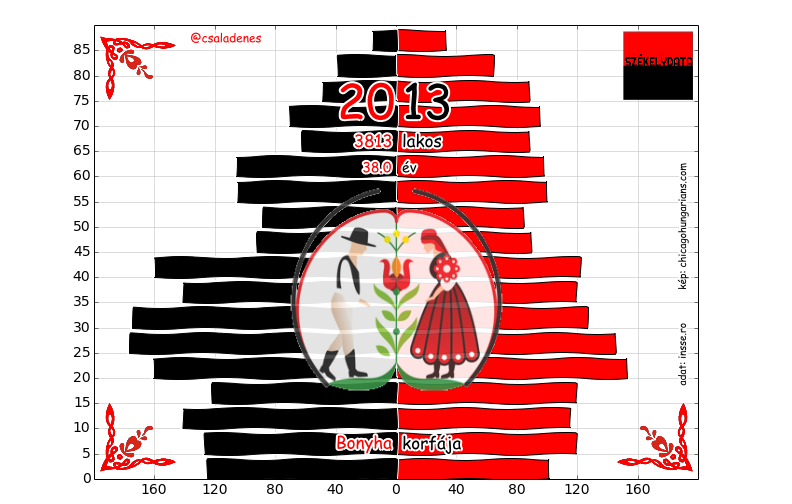 @csaladenes
SZÉKELYDATA
2013
3813 lakos
38.0 év
Bonyha korfája
kép: chicagohungarians.com
adat: insse.ro
85
80
75
70
65
60
55
50
45
40
35
30
25
20
15
10
5
0
160 120 80 40 0 40 80 120 160